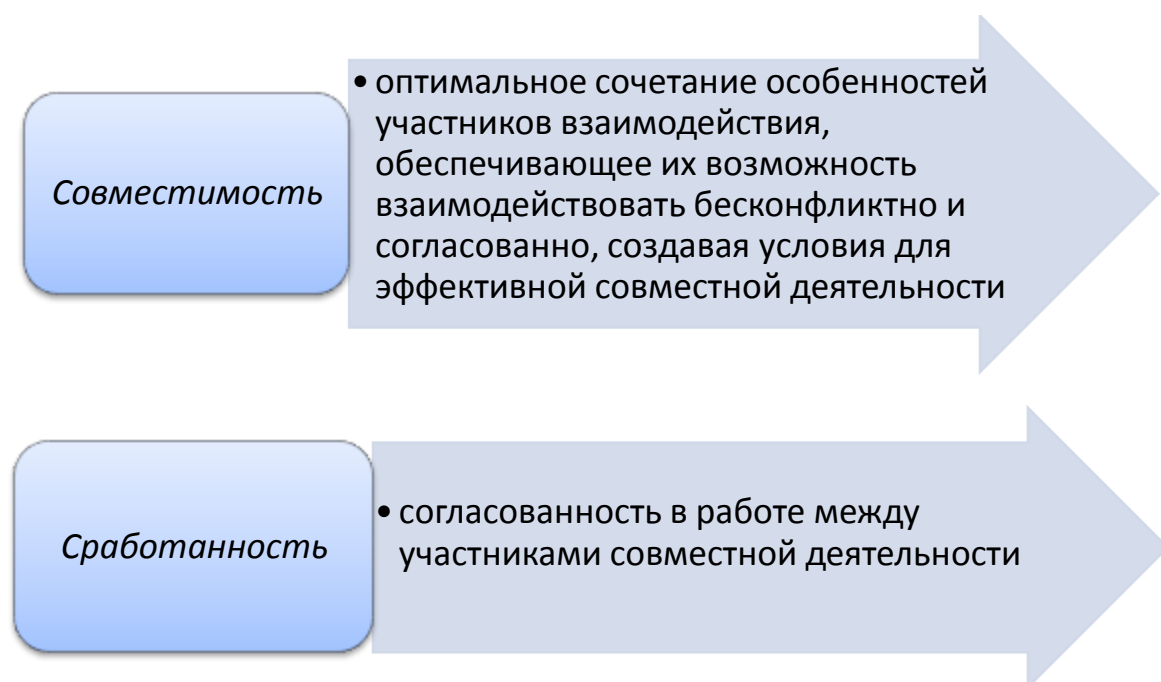 Совместимость
• оптимальное сочетание особенностей
участников взаимодействия,
обеспечивающее их возможность
взаимодействовать бесконфликтно и
согласованно, создавая условия для
эффективной совместной деятельности
Сработанность
• согласованность в работе между
участниками совместной деятельности